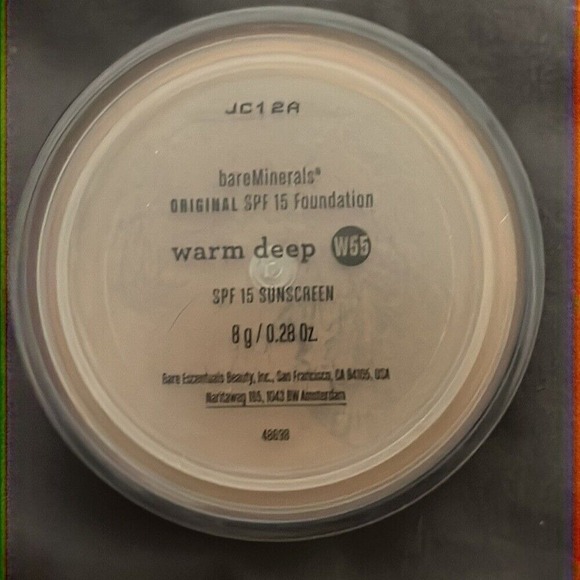 JC12A
bareMinerals®
ORIGINAL SPF 15 Foundation
warm deep W55
SPF 15 SUNSCREEN
8 g / 0.28 Oz.
Bare Escentuals Beauty, Inc., San Francisco, CA 94105, USA
Naritaweg 165, 1043 BW Amsterdam
48698